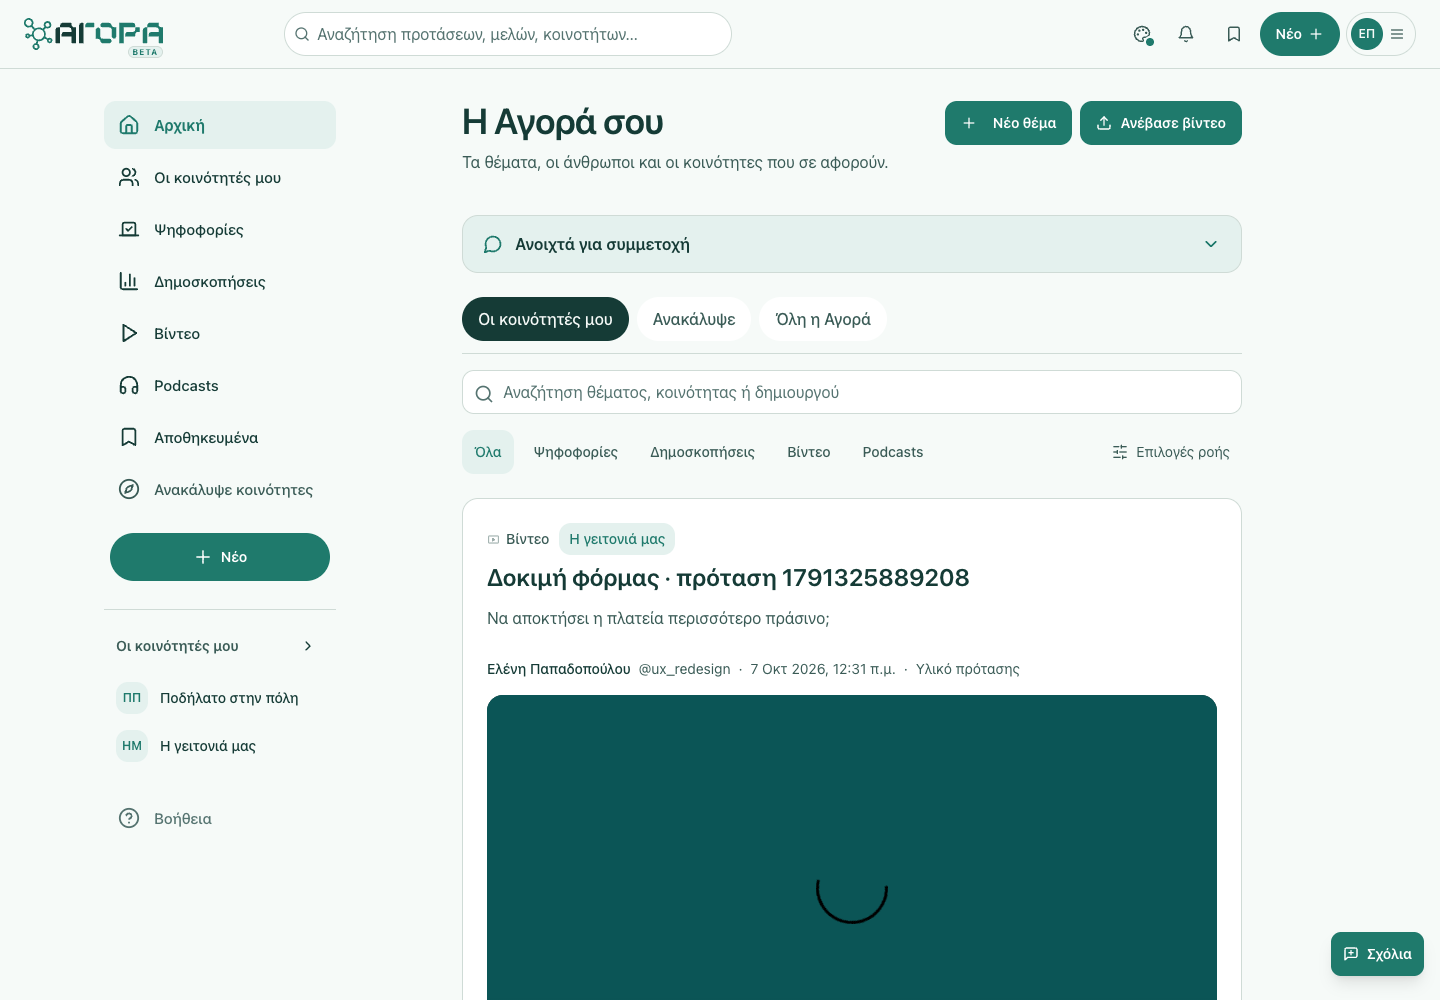 ΑΓΟΡΑ
BETA
Αναζήτηση προτάσεων, μελών, κοινοτήτων...
Νέο
ΕΠ
Αρχική
Οι κοινότητές μου
Ψηφοφορίες
Δημοσκοπήσεις
Βίντεο
Podcasts
Αποθηκευμένα
Ανακάλυψε κοινότητες
Νέο
Οι κοινότητές μου
ΠΠ Ποδήλατο στην πόλη
ΗΜ Η γειτονιά μας
Βοήθεια
Η Αγορά σου
Τα θέματα, οι άνθρωποι και οι κοινότητες που σε αφορούν.
Νέο θέμα
Ανέβασε βίντεο
Ανοιχτά για συμμετοχή
Οι κοινότητές μου Ανακάλυψε Όλη η Αγορά
Αναζήτηση θέματος, κοινότητας ή δημιουργού
Όλα Ψηφοφορίες Δημοσκοπήσεις Βίντεο Podcasts Επιλογές ροής
Βίντεο Η γειτονιά μας
Δοκιμή φόρμας · πρόταση 1791325889208
Να αποκτήσει η πλατεία περισσότερο πράσινο;
Ελένη Παπαδοπούλου @ux_redesign · 7 Οκτ 2026, 12:31 π.μ. · Υλικό πρότασης
Σχόλια